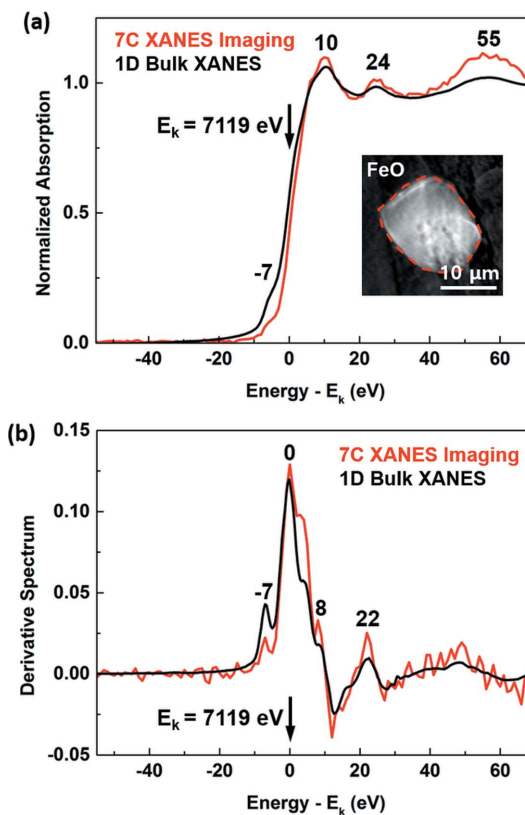 (a)
7C XANES Imaging
1D Bulk XANES
10
24
55
E_k = 7119 eV
-7
FeO
10 µm
Normalized Absorption
1.0
0.5
0.0
-40 -20 0 20 40 60
Energy - E_k (eV)
(b)
7C XANES Imaging
1D Bulk XANES
0
-7
8
22
E_k = 7119 eV
Derivative Spectrum
0.15
0.10
0.05
0.00
-0.05
-40 -20 0 20 40 60
Energy - E_k (eV)